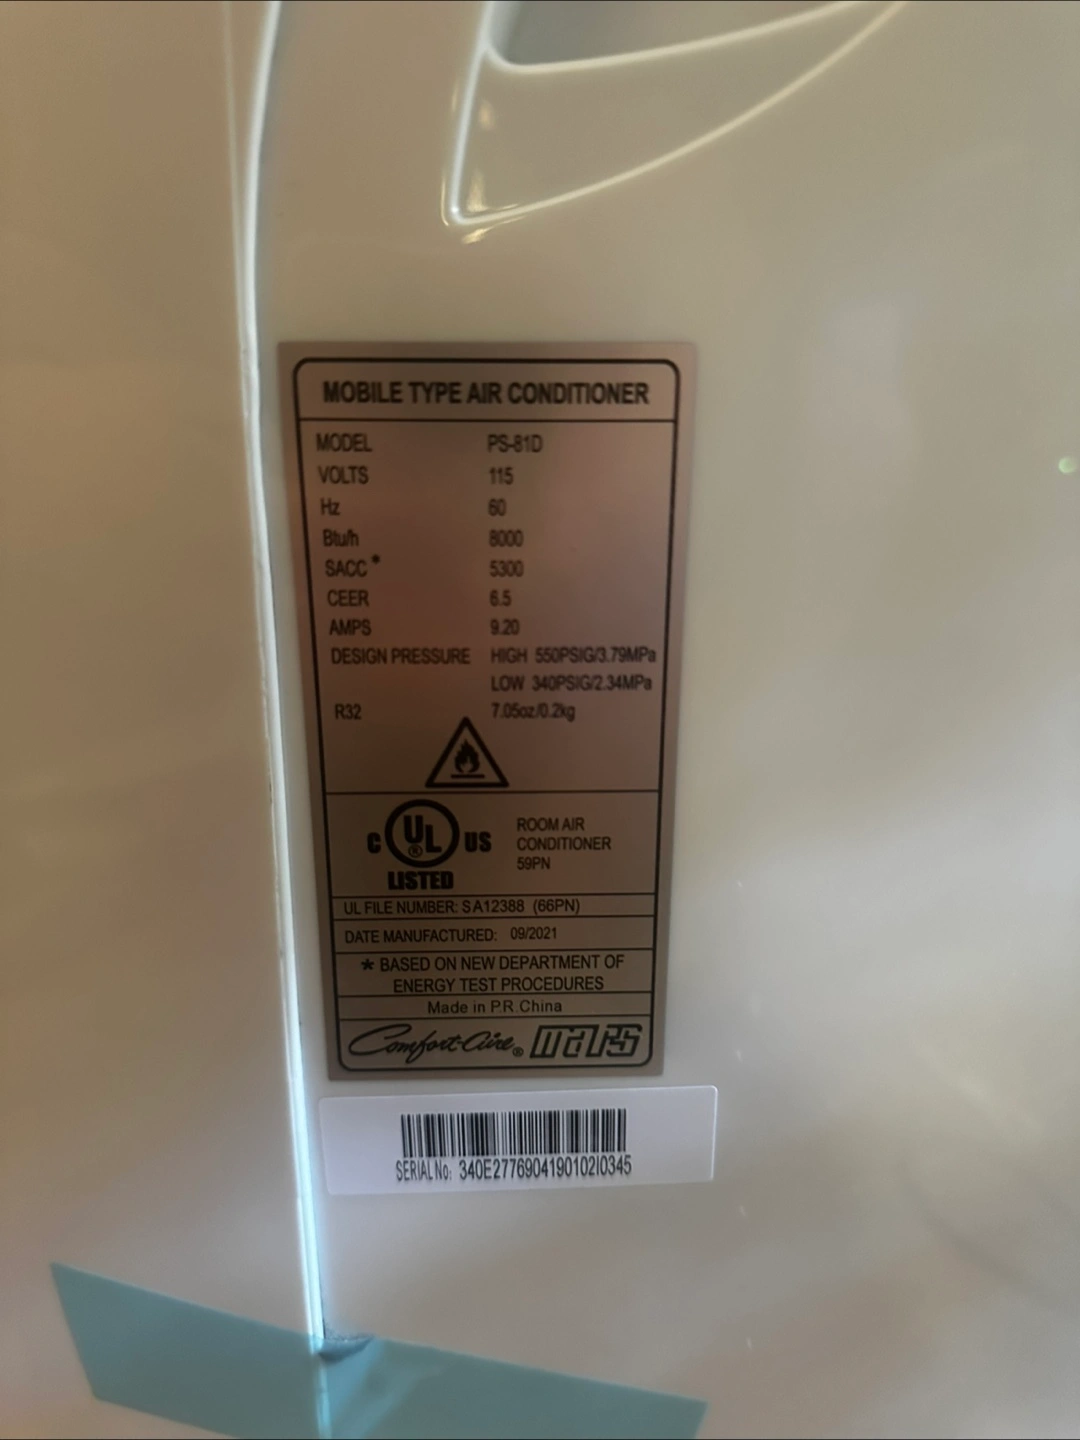 MOBILE TYPE AIR CONDITIONER
MODEL PS-81D
VOLTS 115
Hz 60
Btu/h 8000
SACC * 5300
CEER 6.5
AMPS 9.20
DESIGN PRESSURE HIGH 550PSIG/3.79MPa
LOW 340PSIG/2.34MPa
R32 7.05oz/0.2kg
C UL ® US
LISTED
ROOM AIR
CONDITIONER
59PN
UL FILE NUMBER: SA12388 (66PN)
DATE MANUFACTURED: 09/2021
* BASED ON NEW DEPARTMENT OF
ENERGY TEST PROCEDURES
Made in P.R.China
Comfort-Aire® mars
SERIAL No: 340E277690419010210345